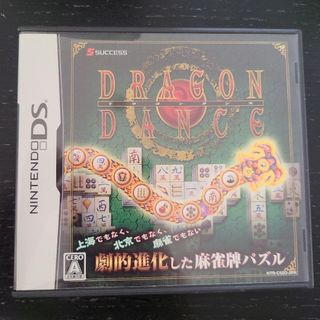 SUCCESS
DRAGON
DANCE
NINTENDO DS
上海でもなく、
北京でもなく、
麻雀でもない
劇的進化した麻雀牌パズル
CERO
A